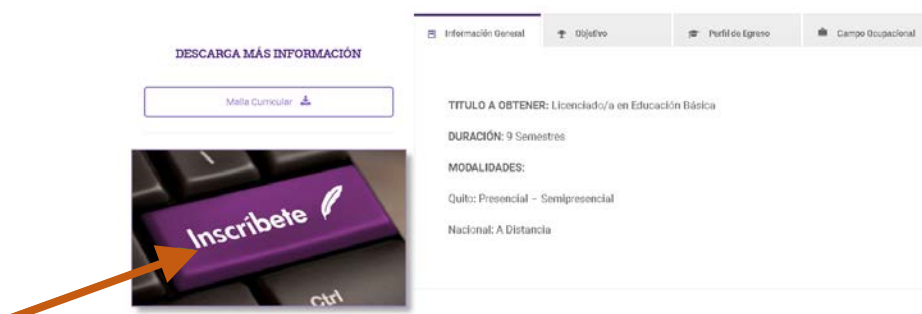 DESCARGA MÁS INFORMACIÓN
Malla Curricular
Inscríbete
Ctrl
Información General
Objetivo
Perfil de Egreso
Campo Ocupacional
TITULO A OBTENER: Licenciado/a en Educación Básica
DURACIÓN: 9 Semestres
MODALIDADES:
Quito: Presencial – Semipresencial
Nacional: A Distancia